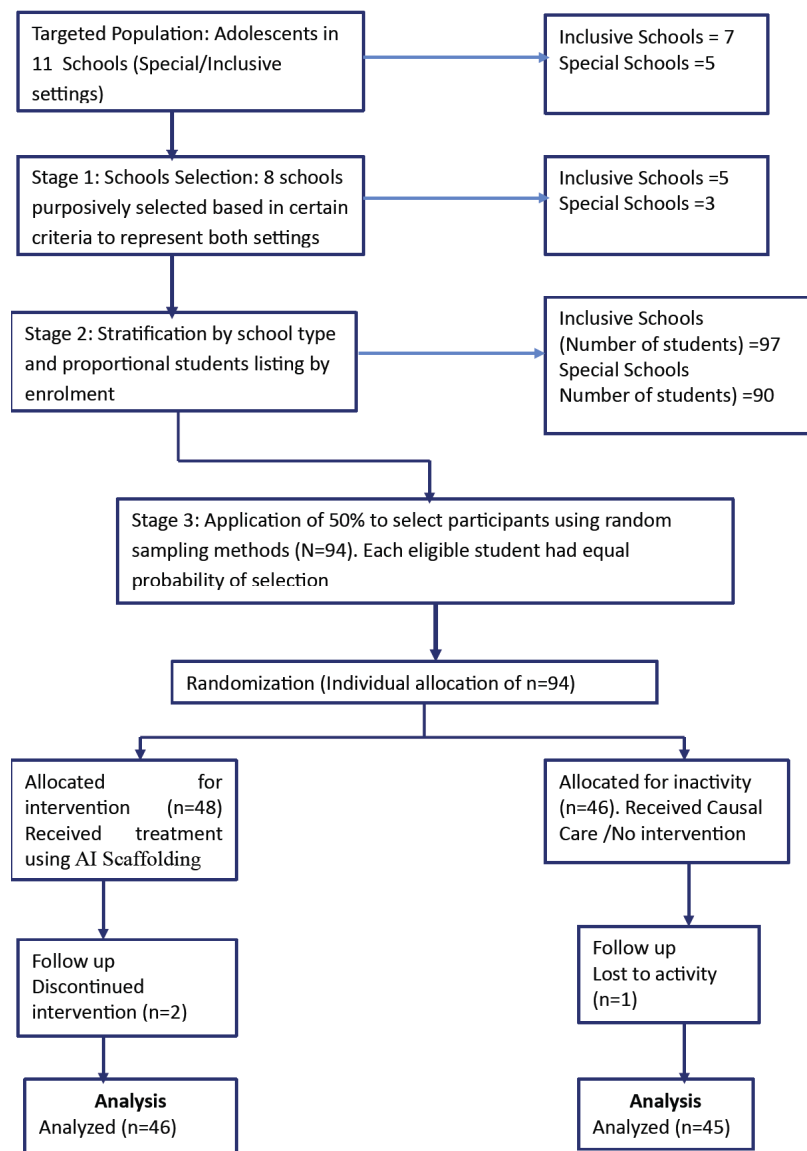 Targeted Population: Adolescents in
11 Schools (Special/Inclusive
settings)
Inclusive Schools = 7
Special Schools =5
Stage 1: Schools Selection: 8 schools
purposively selected based in certain
criteria to represent both settings
Inclusive Schools =5
Special Schools =3
Stage 2: Stratification by school type
and proportional students listing by
enrolment
Inclusive Schools
(Number of students) =97
Special Schools
Number of students) =90
Stage 3: Application of 50% to select participants using random
sampling methods (N=94). Each eligible student had equal
probability of selection
Randomization (Individual allocation of n=94)
Allocated for
intervention (n=48)
Received treatment
using AI Scaffolding
Allocated for inactivity
(n=46). Received Causal
Care /No intervention
Follow up
Discontinued
intervention (n=2)
Follow up
Lost to activity
(n=1)
Analysis
Analyzed (n=46)
Analysis
Analyzed (n=45)